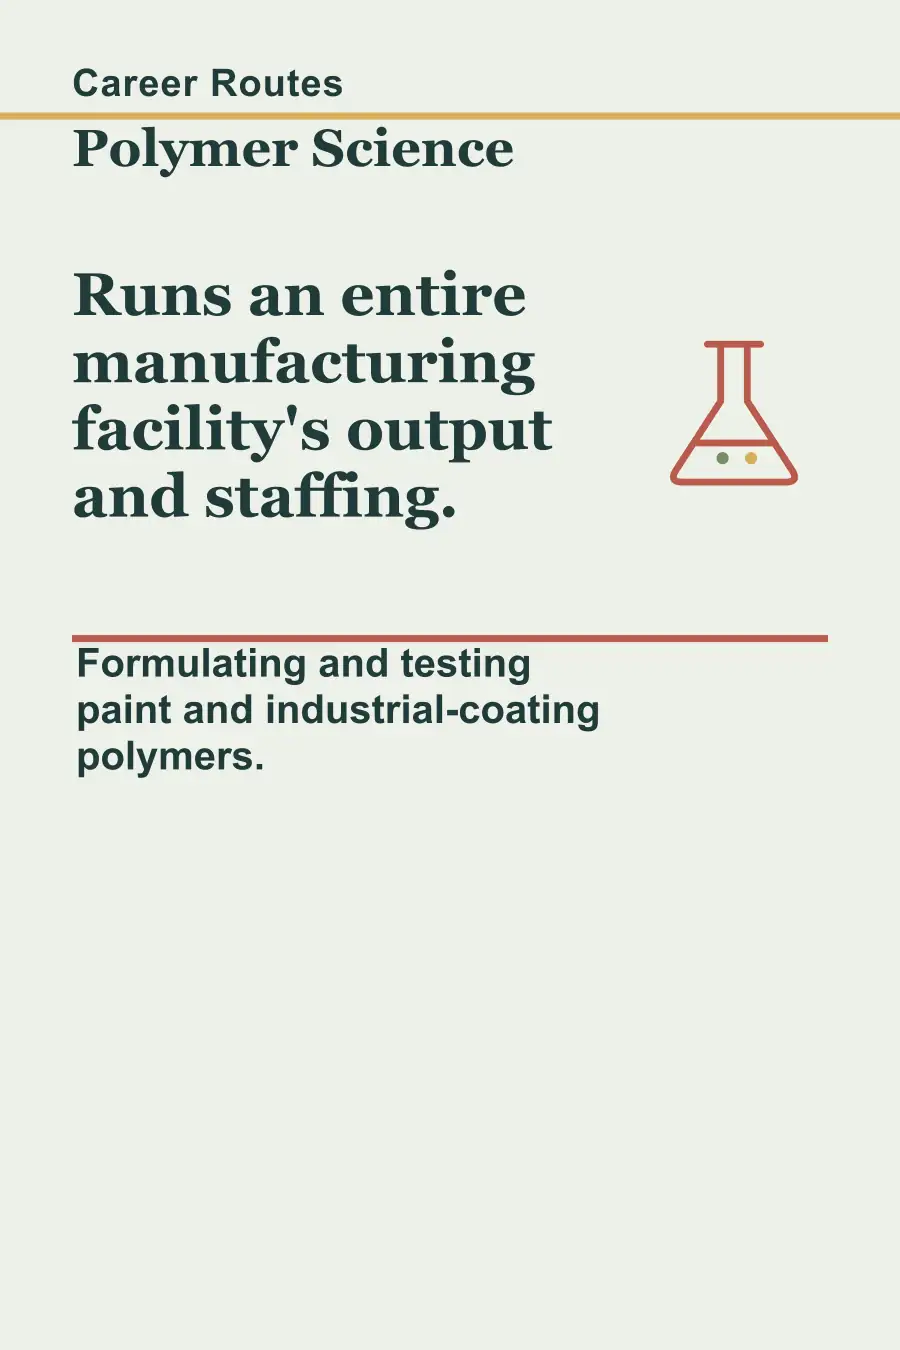 Career Routes
Polymer Science
Runs an entire
manufacturing
facility's output
and staffing.
Formulating and testing
paint and industrial-coating
polymers.